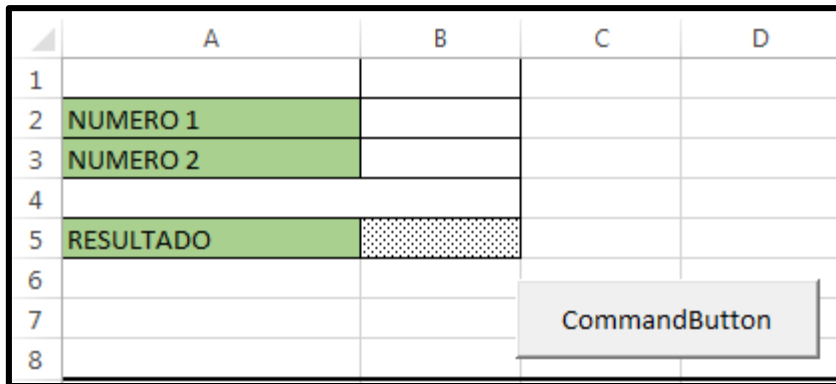 A B C D
1
2 NUMERO 1
3 NUMERO 2
4
5 RESULTADO
6
7 CommandButton
8